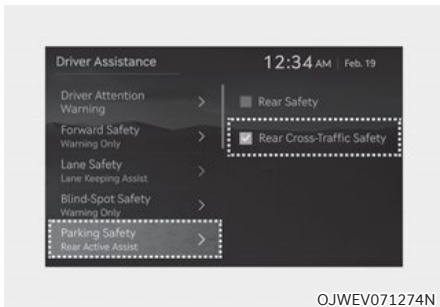 Driver Assistance
12:34 AM | Feb. 19
Driver Attention
Warning
Forward Safety
Warning Only
Lane Safety
Lane Keeping Assist
Blind-Spot Safety
Warning Only
Parking Safety
Rear Active Assist
Rear Safety
Rear Cross-Traffic Safety
OJWEV071274N